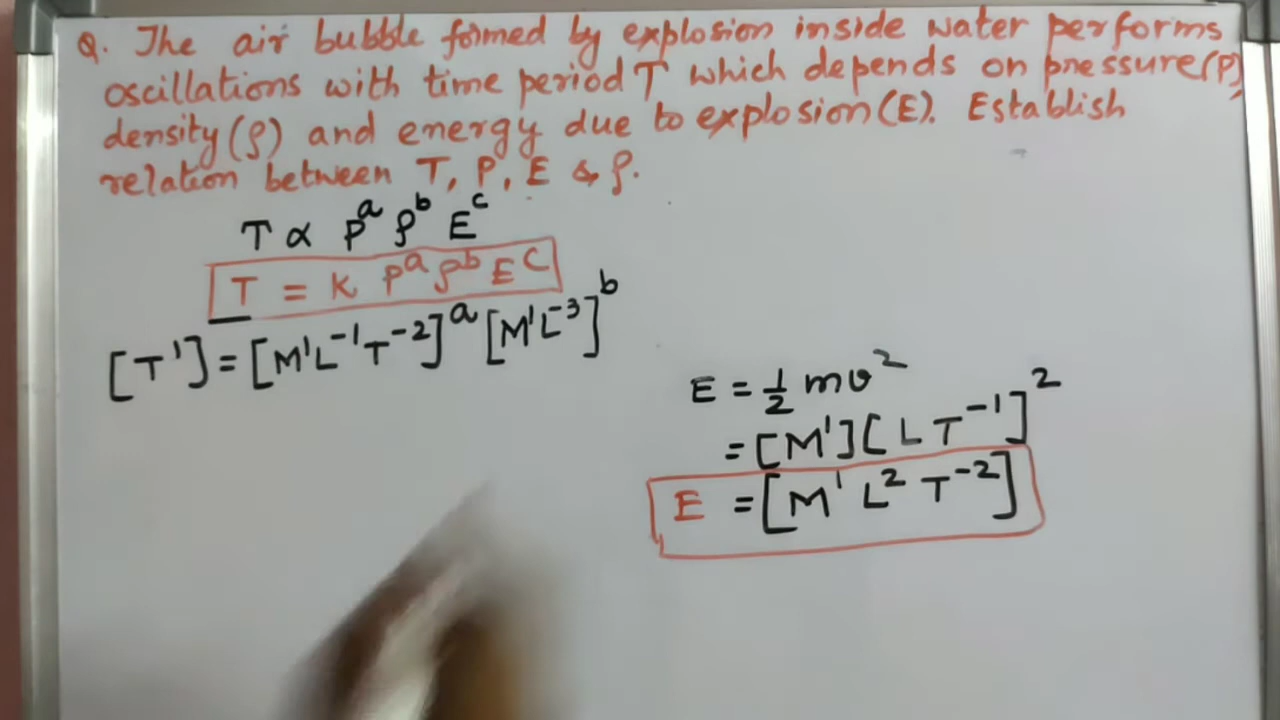 Q. The air bubble formed by explosion inside water performs
oscillations with time period T which depends on pressure(P),
density(ρ) and energy due to explosion(E). Establish
relation between T, P, E & ρ.
T ∝ P^a ρ^b E^c
T = K P^a ρ^b E^c
[T^1] = [M^1 L^-1 T^-2]^a [M^1 L^-3]^b
E = 1/2 mv^2
= [M^1] [L T^-1]^2
E = [M^1 L^2 T^-2]